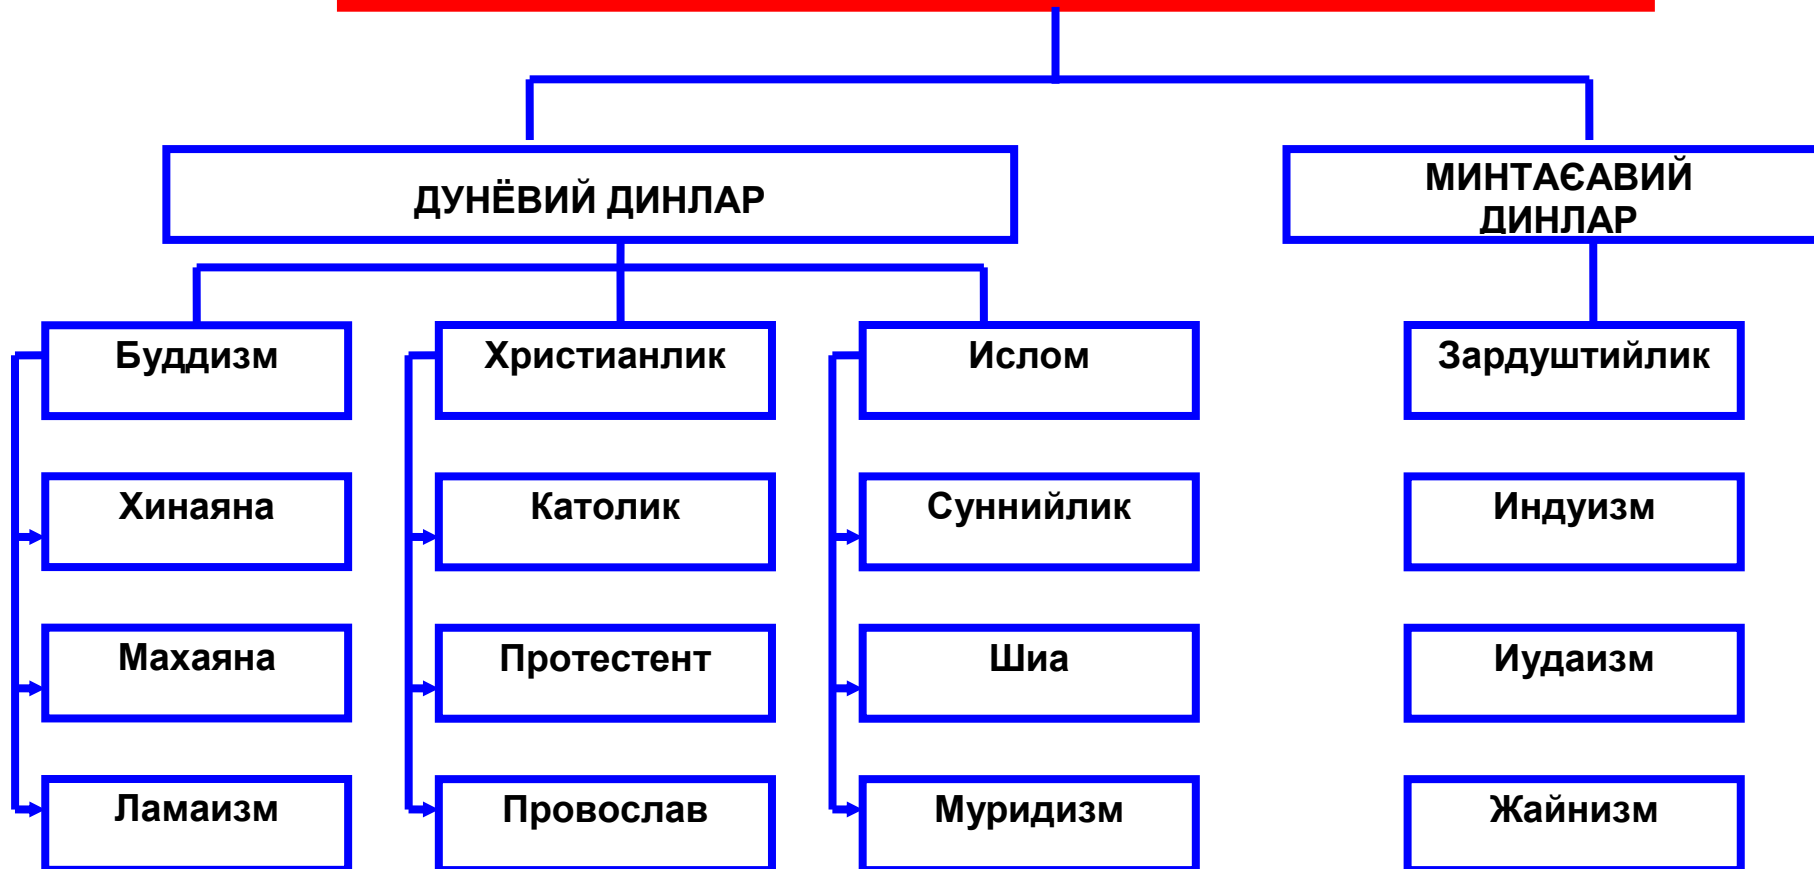 ДУНЁВИЙ ДИНЛАР
МИНТАЄАВИЙ
ДИНЛАР
Буддизм
Христианлик
Ислом
Зардуштийлик
Хинаяна
Католик
Суннийлик
Индуизм
Махаяна
Протестент
Шиа
Иудаизм
Ламаизм
Провослав
Муридизм
Жайнизм